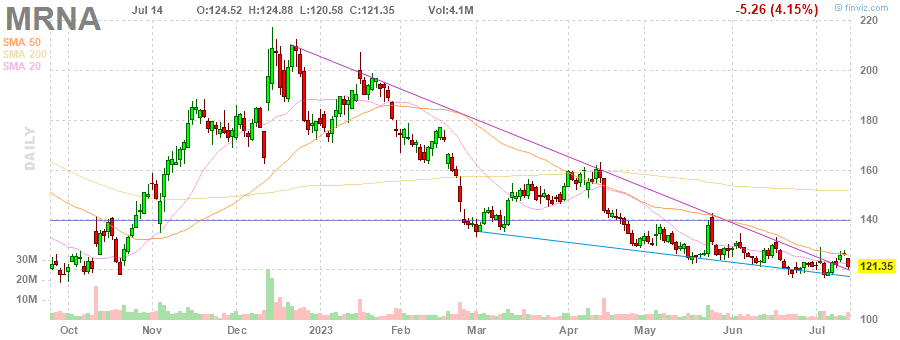 MRNA Jul 14 O:124.52 H:124.88 L:120.58 C:121.35 Vol:4.1M -5.26 (4.15%) finviz.com
SMA 50
SMA 200
SMA 20
DAILY
220
200
180
160
140
121.35
100
30M
20M
10M
Oct Nov Dec 2023 Feb Mar Apr May Jun Jul